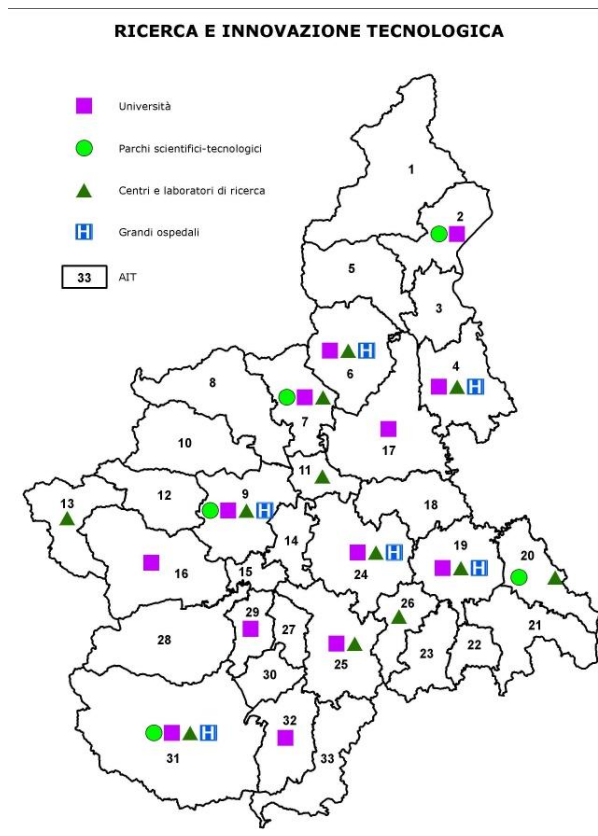 RICERCA E INNOVAZIONE TECNOLOGICA
Università
Parchi scientifici-tecnologici
Centri e laboratori di ricerca
H Grandi ospedali
33 AIT
1
2
5
3
H
6
4
H
8
7
17
10
11
13
12
9
H
18
14
16
15
24
H
19
H
20
26
29
28
27
25
23
22
21
30
32
H
31
33